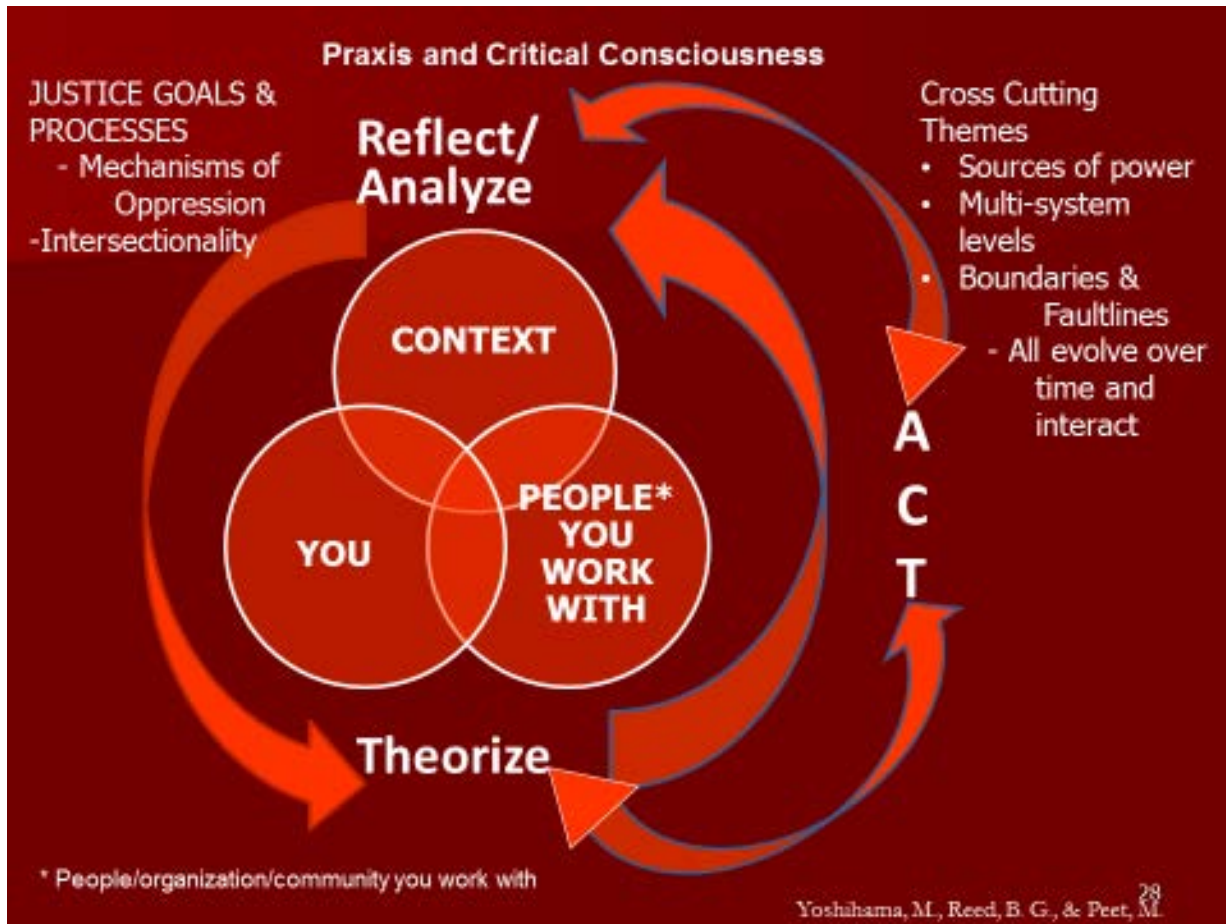 Praxis and Critical Consciousness
JUSTICE GOALS &
PROCESSES
- Mechanisms of
Oppression
-Intersectionality
Reflect/
Analyze
CONTEXT
YOU
PEOPLE*
YOU
WORK
WITH
Theorize
Cross Cutting
Themes
• Sources of power
• Multi-system
levels
• Boundaries &
Faultlines
- All evolve over
time and
interact
A
C
T
* People/organization/community you work with
28
Yoshihama, M., Reed, B. G., & Peet, M.